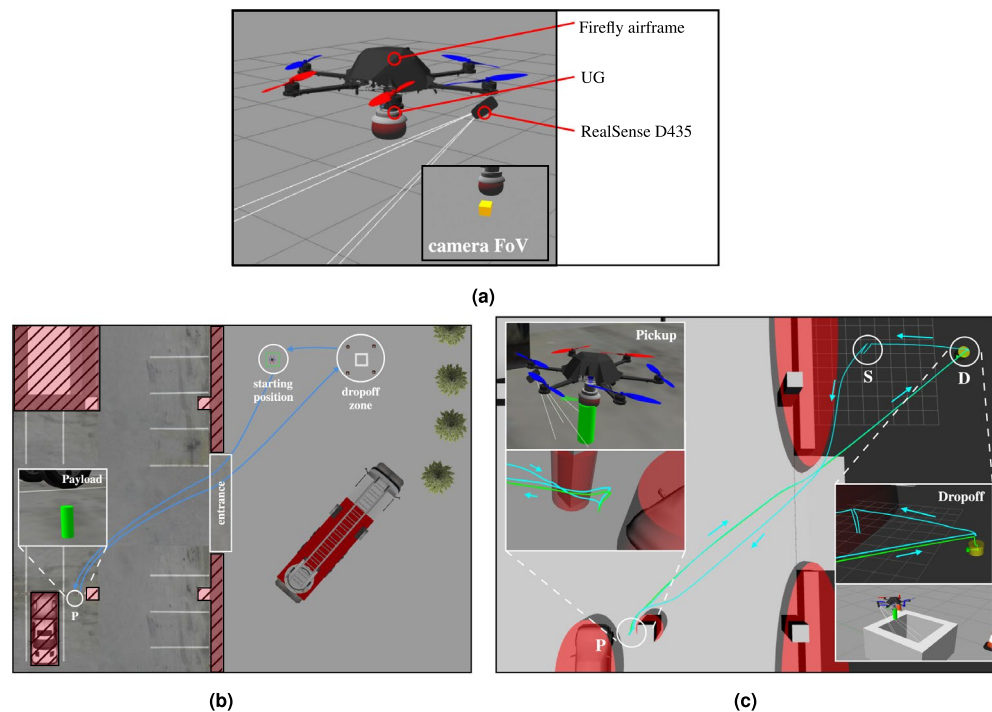 Firefly airframe
UG
RealSense D435
camera FoV
(a)
starting
position
dropoff
zone
Payload
entrance
P
(b)
Pickup
S
D
Dropoff
P
(c)